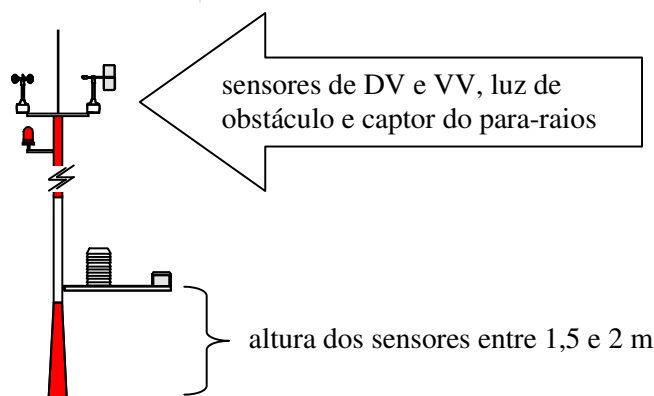 sensores de DV e VV, luz de
obstáculo e captor do para-raios
altura dos sensores entre 1,5 e 2 m